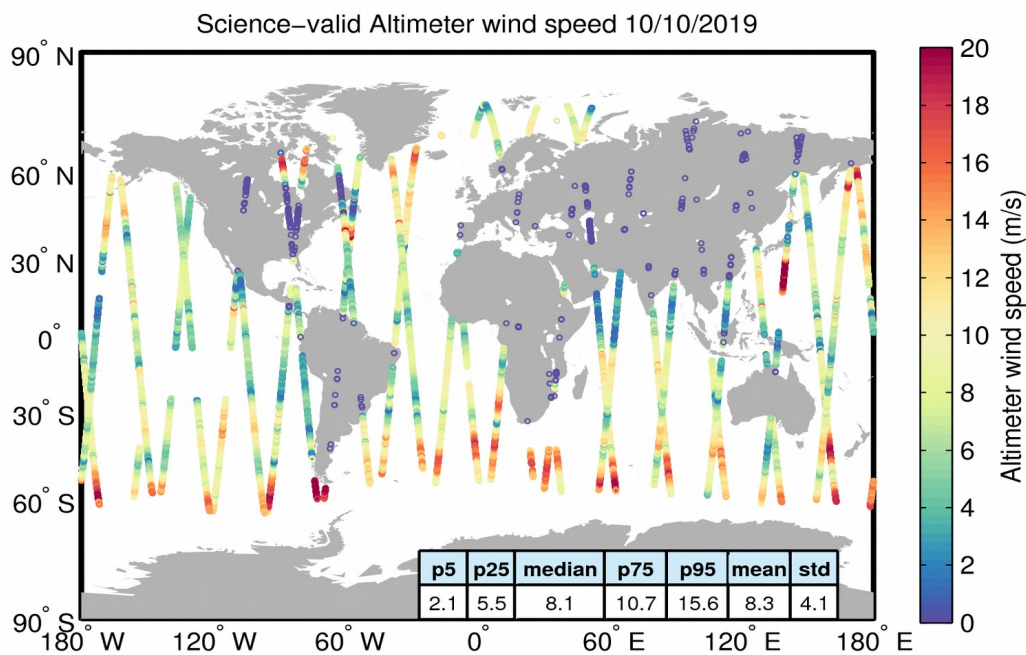 Science−valid Altimeter wind speed 10/10/2019
90° N
60° N
30° N
0°
30° S
60° S
90° S
180° W
120° W
60° W
0°
60° E
120° E
180° E
p5 p25 median p75 p95 mean std
2.1 5.5 8.1 10.7 15.6 8.3 4.1
20
18
16
14
12
10
8
6
4
2
0
Altimeter wind speed (m/s)